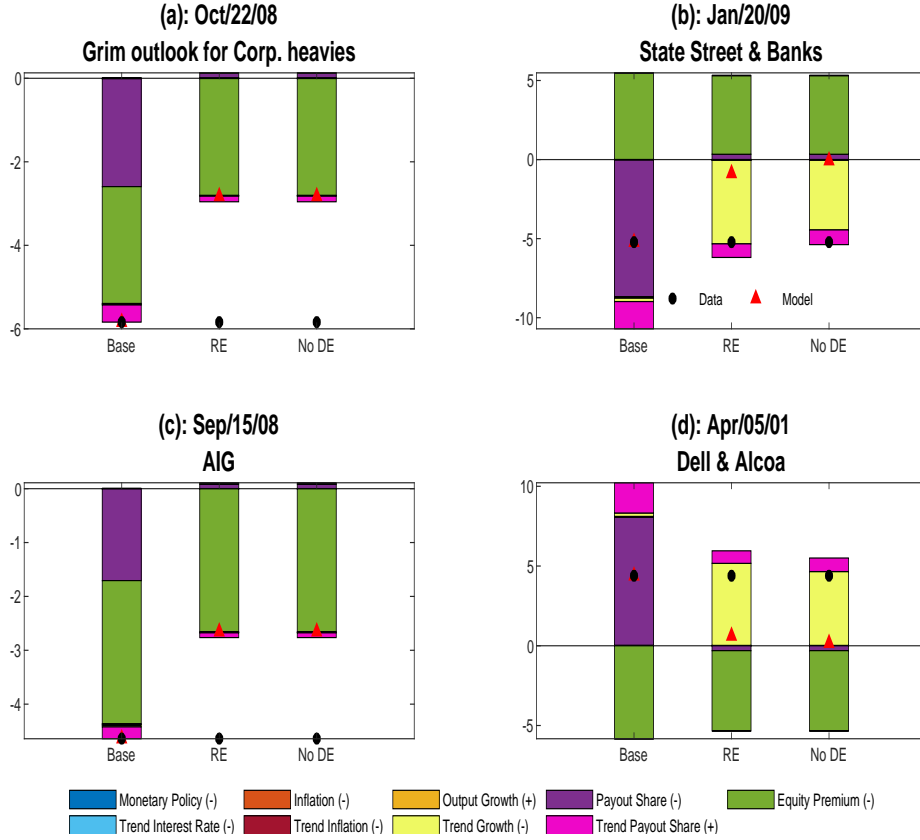 (a): Oct/22/08
Grim outlook for Corp. heavies
0
-2
-4
-6
Base RE No DE
(b): Jan/20/09
State Street & Banks
5
0
-5
-10
Data Model
Base RE No DE
(c): Sep/15/08
AIG
0
-1
-2
-3
-4
Base RE No DE
(d): Apr/05/01
Dell & Alcoa
10
5
0
-5
Base RE No DE
Monetary Policy (-) Inflation (-) Output Growth (+) Payout Share (-) Equity Premium (-)
Trend Interest Rate (-) Trend Inflation (-) Trend Growth (-) Trend Payout Share (+)